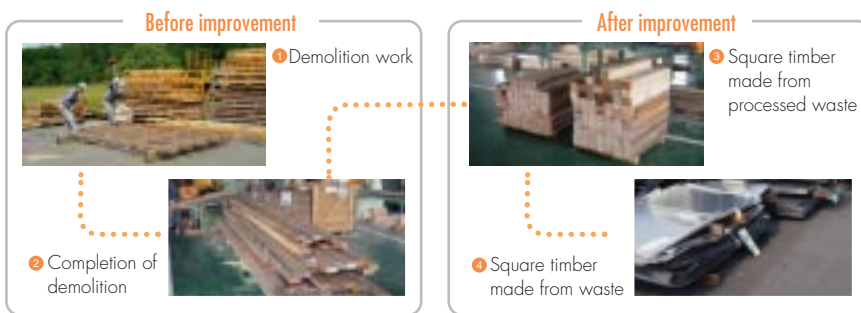 Before improvement
1 Demolition work
2 Completion of
demolition
After improvement
3 Square timber
made from
processed waste
4 Square timber
made from waste